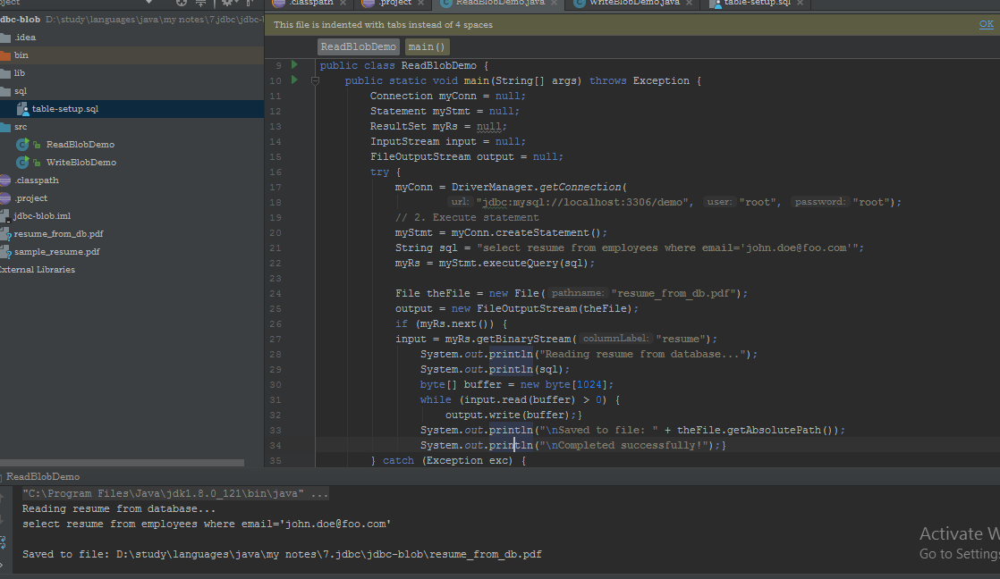 .classpath .project ReadBlobDemo.java WriteBlobDemo.java table-setup.sql
dbc-blob D:\study\languages\java\my notes\7.jdbc\jdbc-
This file is indented with tabs instead of 4 spaces OK
.idea
bin
lib
sql
table-setup.sql
src
ReadBlobDemo
WriteBlobDemo
.classpath
.project
jdbc-blob.iml
resume_from_db.pdf
sample_resume.pdf
External Libraries
ReadBlobDemo main()
9 public class ReadBlobDemo {
10 public static void main(String[] args) throws Exception {
11 Connection myConn = null;
12 Statement myStmt = null;
13 ResultSet myRs = null;
14 InputStream input = null;
15 FileOutputStream output = null;
16 try {
17 myConn = DriverManager.getConnection(
18 url: "jdbc:mysql://localhost:3306/demo", user: "root", password: "root");
19 // 2. Execute statement
20 myStmt = myConn.createStatement();
21 String sql = "select resume from employees where email='john.doe@foo.com'";
22 myRs = myStmt.executeQuery(sql);
23
24 File theFile = new File( pathname: "resume_from_db.pdf");
25 output = new FileOutputStream(theFile);
26 if (myRs.next()) {
27 input = myRs.getBinaryStream( columnLabel: "resume");
28 System.out.println("Reading resume from database...");
29 System.out.println(sql);
30 byte[] buffer = new byte[1024];
31 while (input.read(buffer) > 0) {
32 output.write(buffer);}
33 System.out.println("\nSaved to file: " + theFile.getAbsolutePath());
34 System.out.println("\nCompleted successfully!");}
35 } catch (Exception exc) {
ReadBlobDemo
"C:\Program Files\Java\jdk1.8.0_121\bin\java" ...
Reading resume from database...
select resume from employees where email='john.doe@foo.com'
Saved to file: D:\study\languages\java\my notes\7.jdbc\jdbc-blob\resume_from_db.pdf
Activate W
Go to Settings